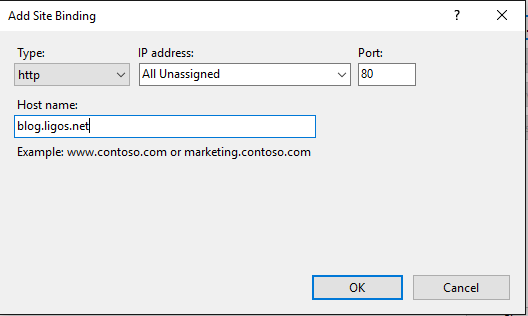 Add Site Binding
?
Type: IP address: Port:
http All Unassigned 80
Host name:
blog.ligos.net
Example: www.contoso.com or marketing.contoso.com
OK Cancel